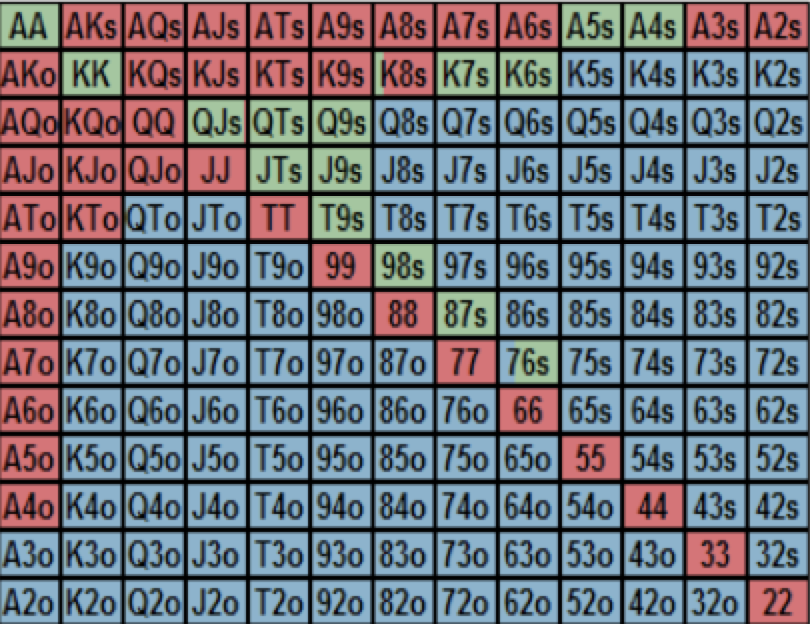 AA AKs AQs AJs ATs A9s A8s A7s A6s A5s A4s A3s A2s
AKo KK KQs KJs KTs K9s K8s K7s K6s K5s K4s K3s K2s
AQo KQo QQ QJs QTs Q9s Q8s Q7s Q6s Q5s Q4s Q3s Q2s
AJo KJo QJo JJ JTs J9s J8s J7s J6s J5s J4s J3s J2s
ATo KTo QTo JTo TT T9s T8s T7s T6s T5s T4s T3s T2s
A9o K9o Q9o J9o T9o 99 98s 97s 96s 95s 94s 93s 92s
A8o K8o Q8o J8o T8o 98o 88 87s 86s 85s 84s 83s 82s
A7o K7o Q7o J7o T7o 97o 87o 77 76s 75s 74s 73s 72s
A6o K6o Q6o J6o T6o 96o 86o 76o 66 65s 64s 63s 62s
A5o K5o Q5o J5o T5o 95o 85o 75o 65o 55 54s 53s 52s
A4o K4o Q4o J4o T4o 94o 84o 74o 64o 54o 44 43s 42s
A3o K3o Q3o J3o T3o 93o 83o 73o 63o 53o 43o 33 32s
A2o K2o Q2o J2o T2o 92o 82o 72o 62o 52o 42o 32o 22